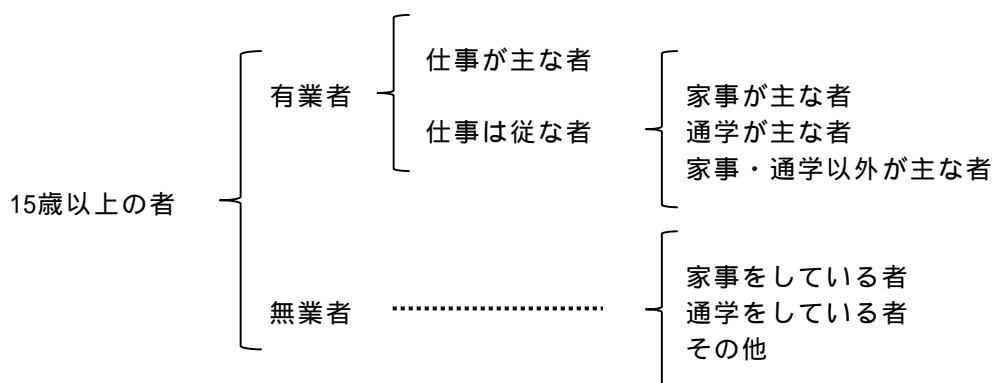 15歳以上の者
有業者
仕事が主な者
仕事は従な者
家事が主な者
通学が主な者
家事・通学以外が主な者
無業者
家事をしている者
通学をしている者
その他